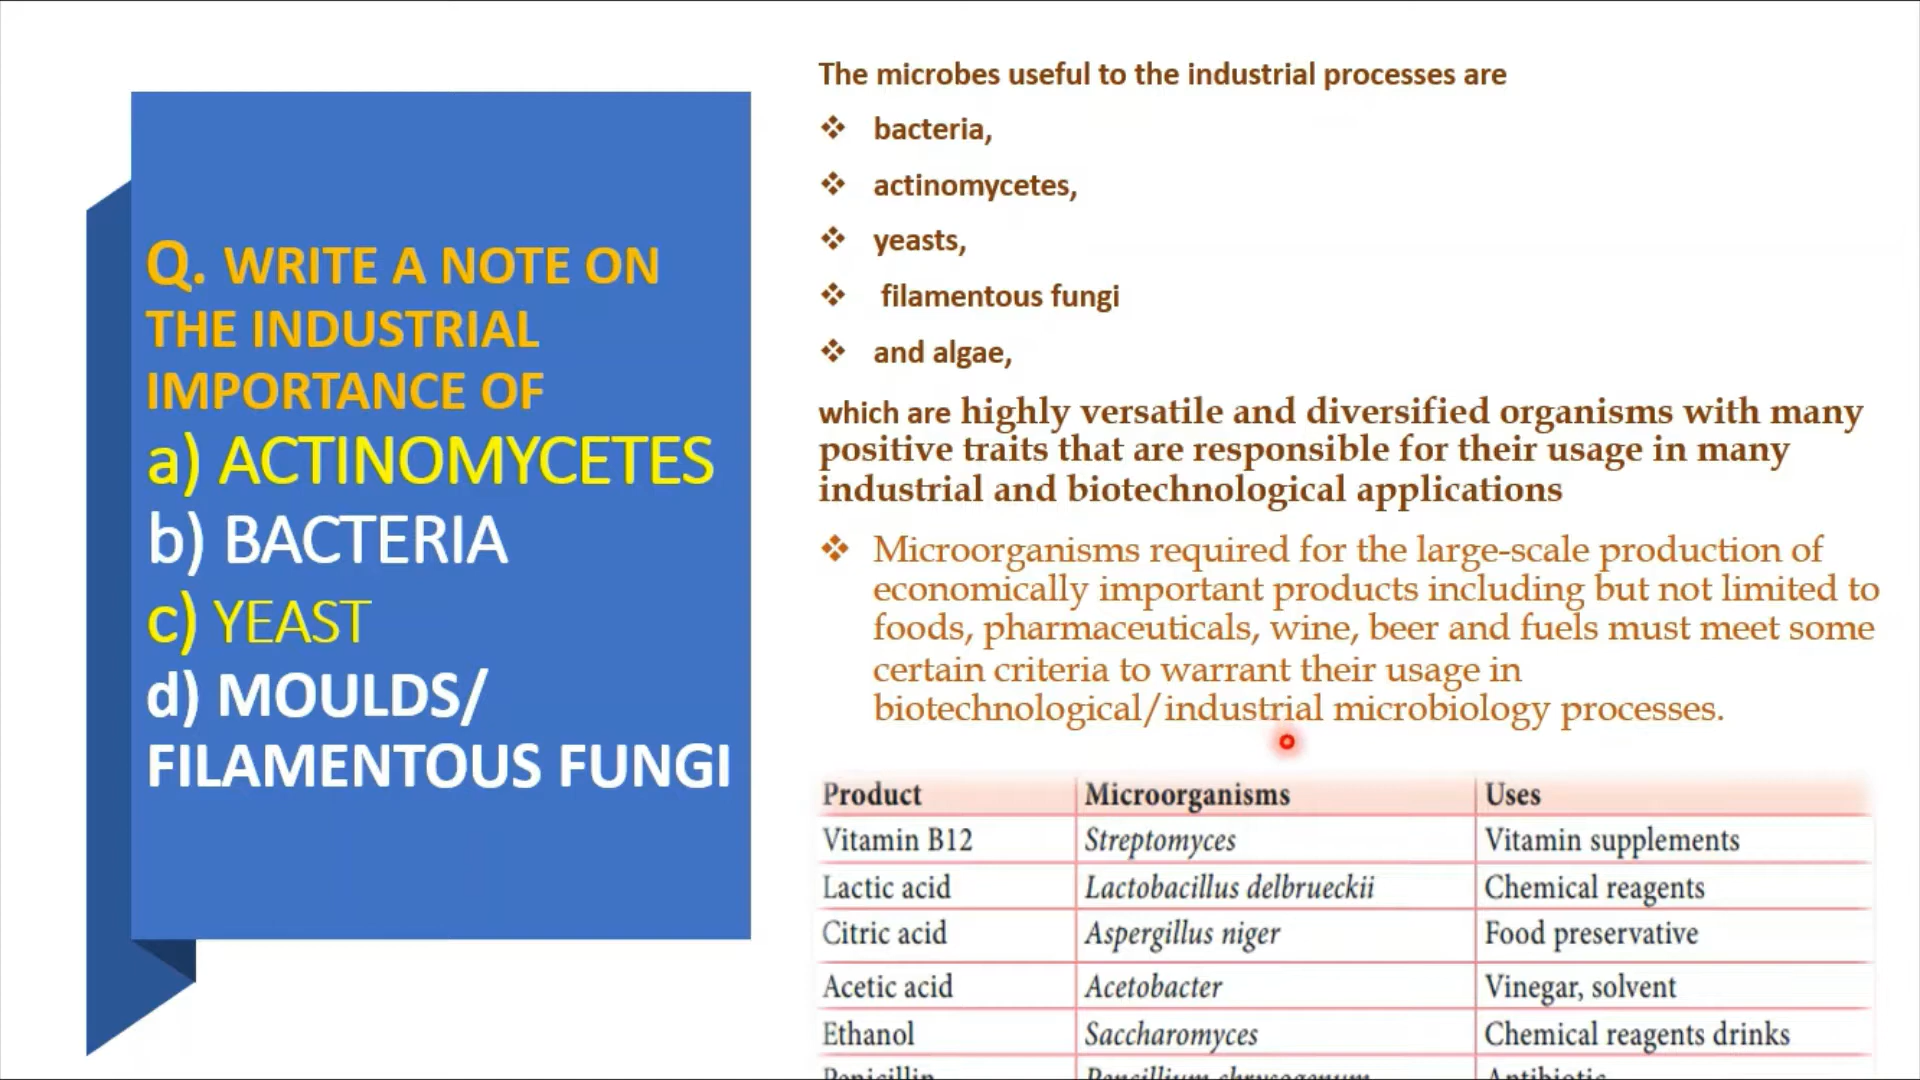 Q. WRITE A NOTE ON
THE INDUSTRIAL
IMPORTANCE OF
a) ACTINOMYCETES
b) BACTERIA
c) YEAST
d) MOULDS/
FILAMENTOUS FUNGI
The microbes useful to the industrial processes are
❖ bacteria,
❖ actinomycetes,
❖ yeasts,
❖ filamentous fungi
❖ and algae,
which are highly versatile and diversified organisms with many
positive traits that are responsible for their usage in many
industrial and biotechnological applications
❖ Microorganisms required for the large-scale production of
economically important products including but not limited to
foods, pharmaceuticals, wine, beer and fuels must meet some
certain criteria to warrant their usage in
biotechnological/industrial microbiology processes.
Product Microorganisms Uses
Vitamin B12 Streptomyces Vitamin supplements
Lactic acid Lactobacillus delbrueckii Chemical reagents
Citric acid Aspergillus niger Food preservative
Acetic acid Acetobacter Vinegar, solvent
Ethanol Saccharomyces Chemical reagents drinks
Penicillin Pencillium chrysogenum Antibiotic